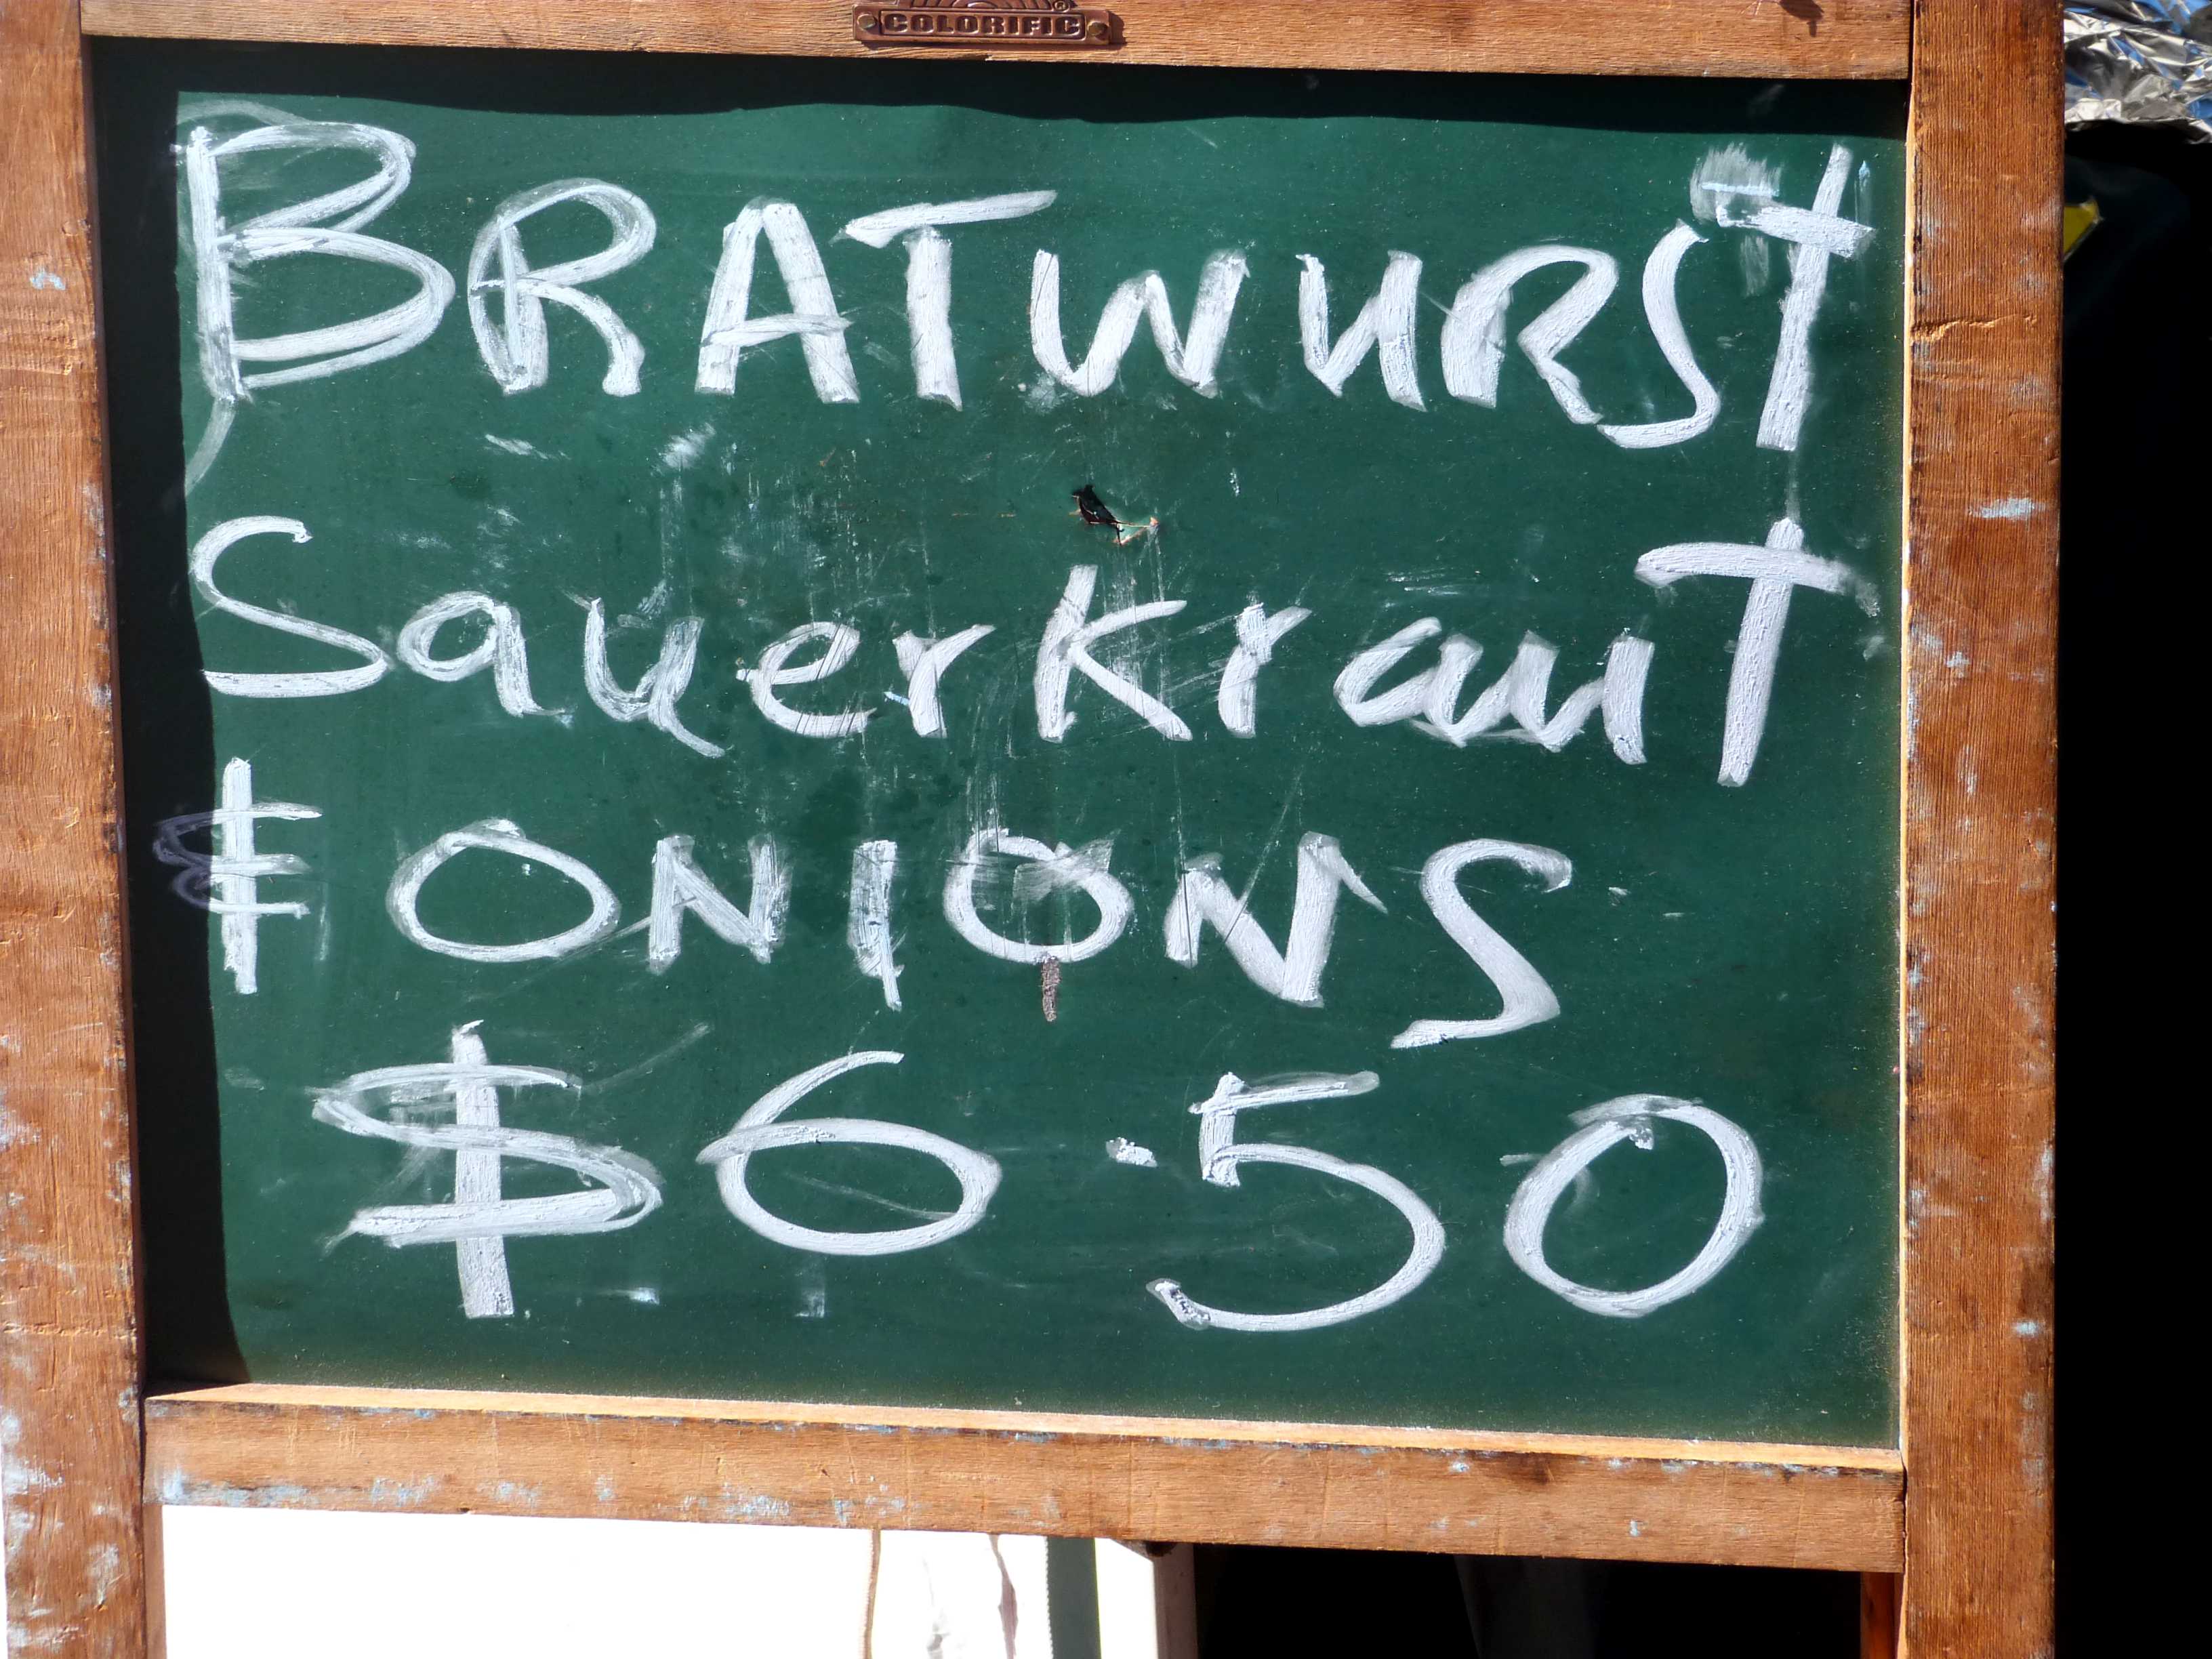 COLORIFIC ®
BRATWURST
SauerKrauT
& ONIONS
$6.50